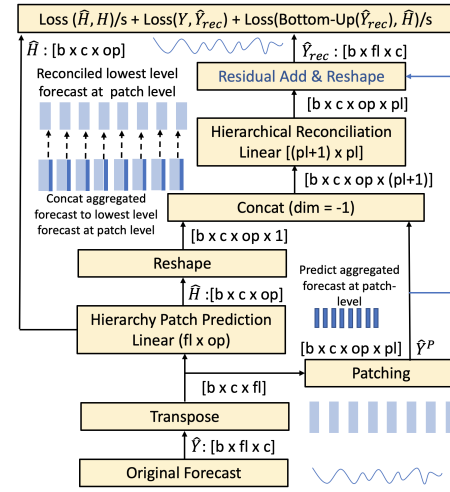 Loss (Ĥ, H)/s + Loss(Y, Ŷ_rec) + Loss(Bottom-Up(Ŷ_rec), Ĥ)/s
Ĥ : [b x c x op]
Ŷ_rec : [b x fl x c]
Reconciled lowest level
forecast at patch level
Residual Add & Reshape
[b x c x op x pl]
Hierarchical Reconciliation
Linear [(pl+1) x pl]
[b x c x op x (pl+1)]
Concat aggregated
forecast to lowest level
forecast at patch level
Concat (dim = -1)
[b x c x op x 1]
Reshape
Predict aggregated
forecast at patch-
level
Ĥ :[b x c x op]
Hierarchy Patch Prediction
Linear (fl x op)
[b x c x op x pl]
Ŷ^P
Patching
[b x c x fl]
Transpose
Ŷ: [b x fl x c]
Original Forecast